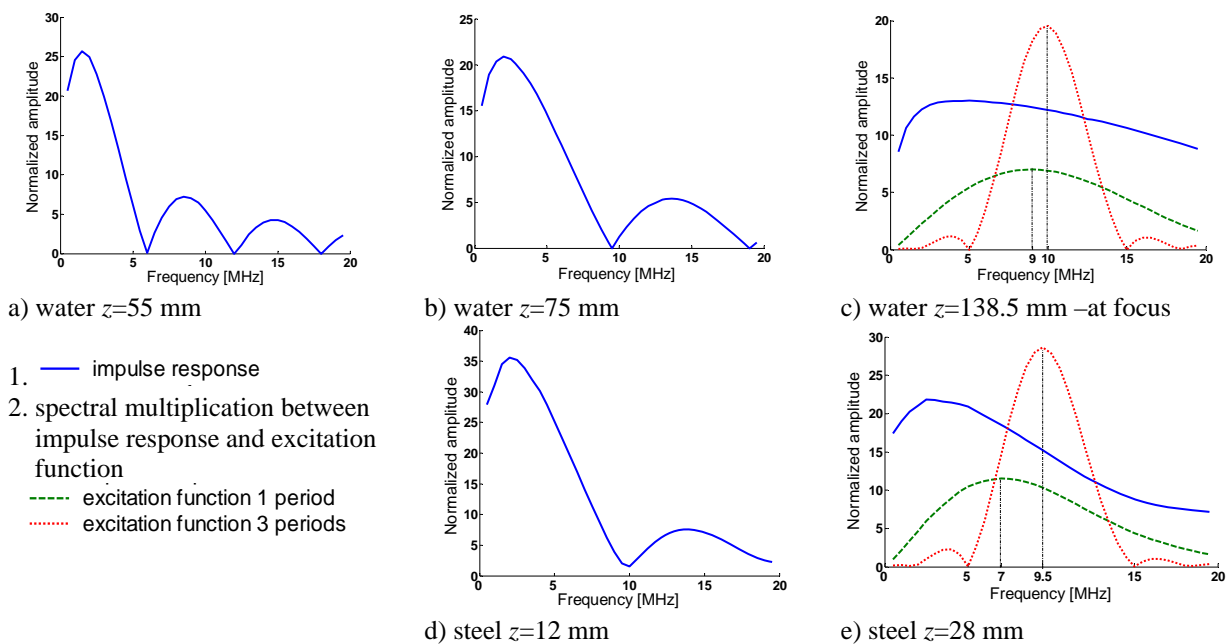 30
25
20
15
10
5
0
Normalized amplitude
0 5 10 15 20
Frequency [MHz]
a) water z=55 mm
25
20
15
10
5
0
Normalized amplitude
0 5 10 15 20
Frequency [MHz]
b) water z=75 mm
20
15
10
5
0
Normalized amplitude
0 5 9 10 15 20
Frequency [MHz]
c) water z=138.5 mm –at focus
1. impulse response
2. spectral multiplication between
impulse response and excitation
function
excitation function 1 period
excitation function 3 periods
40
35
30
25
20
15
10
5
0
Normalized amplitude
0 5 10 15 20
Frequency [MHz]
d) steel z=12 mm
30
25
20
15
10
5
0
Normalized amplitude
0 5 7 9.5 15 20
Frequency [MHz]
e) steel z=28 mm